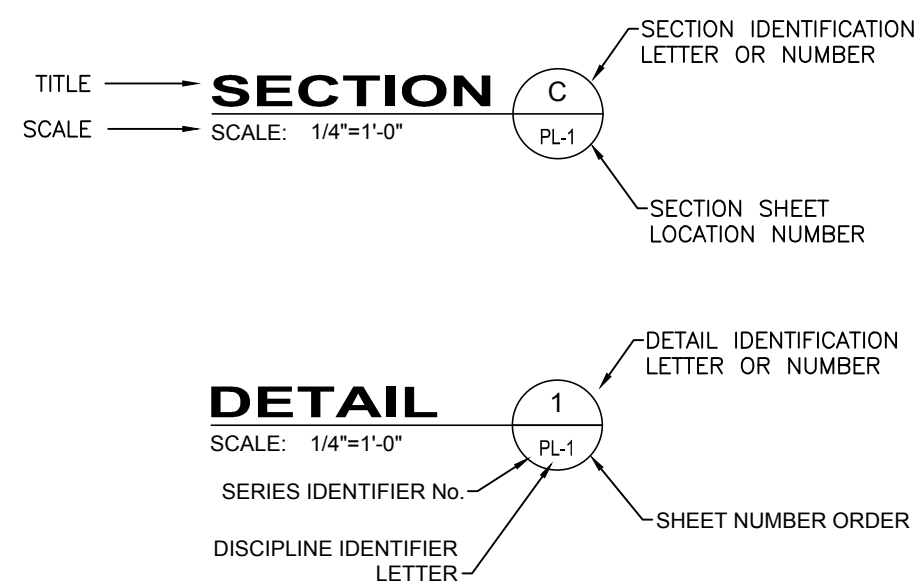 SECTION IDENTIFICATION
LETTER OR NUMBER
TITLE
SECTION
C
SCALE
SCALE: 1/4"=1'-0"
PL-1
SECTION SHEET
LOCATION NUMBER
DETAIL IDENTIFICATION
LETTER OR NUMBER
DETAIL
1
SCALE: 1/4"=1'-0"
PL-1
SERIES IDENTIFIER No.
SHEET NUMBER ORDER
DISCIPLINE IDENTIFIER
LETTER